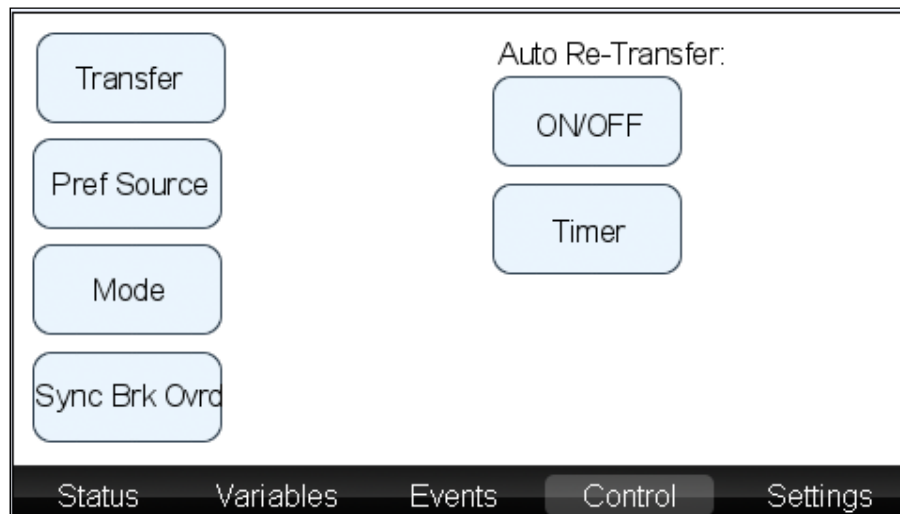 Transfer
Pref Source
Mode
Sync Brk Ovrd
Auto Re-Transfer:
ON/OFF
Timer
Status Variables Events Control Settings